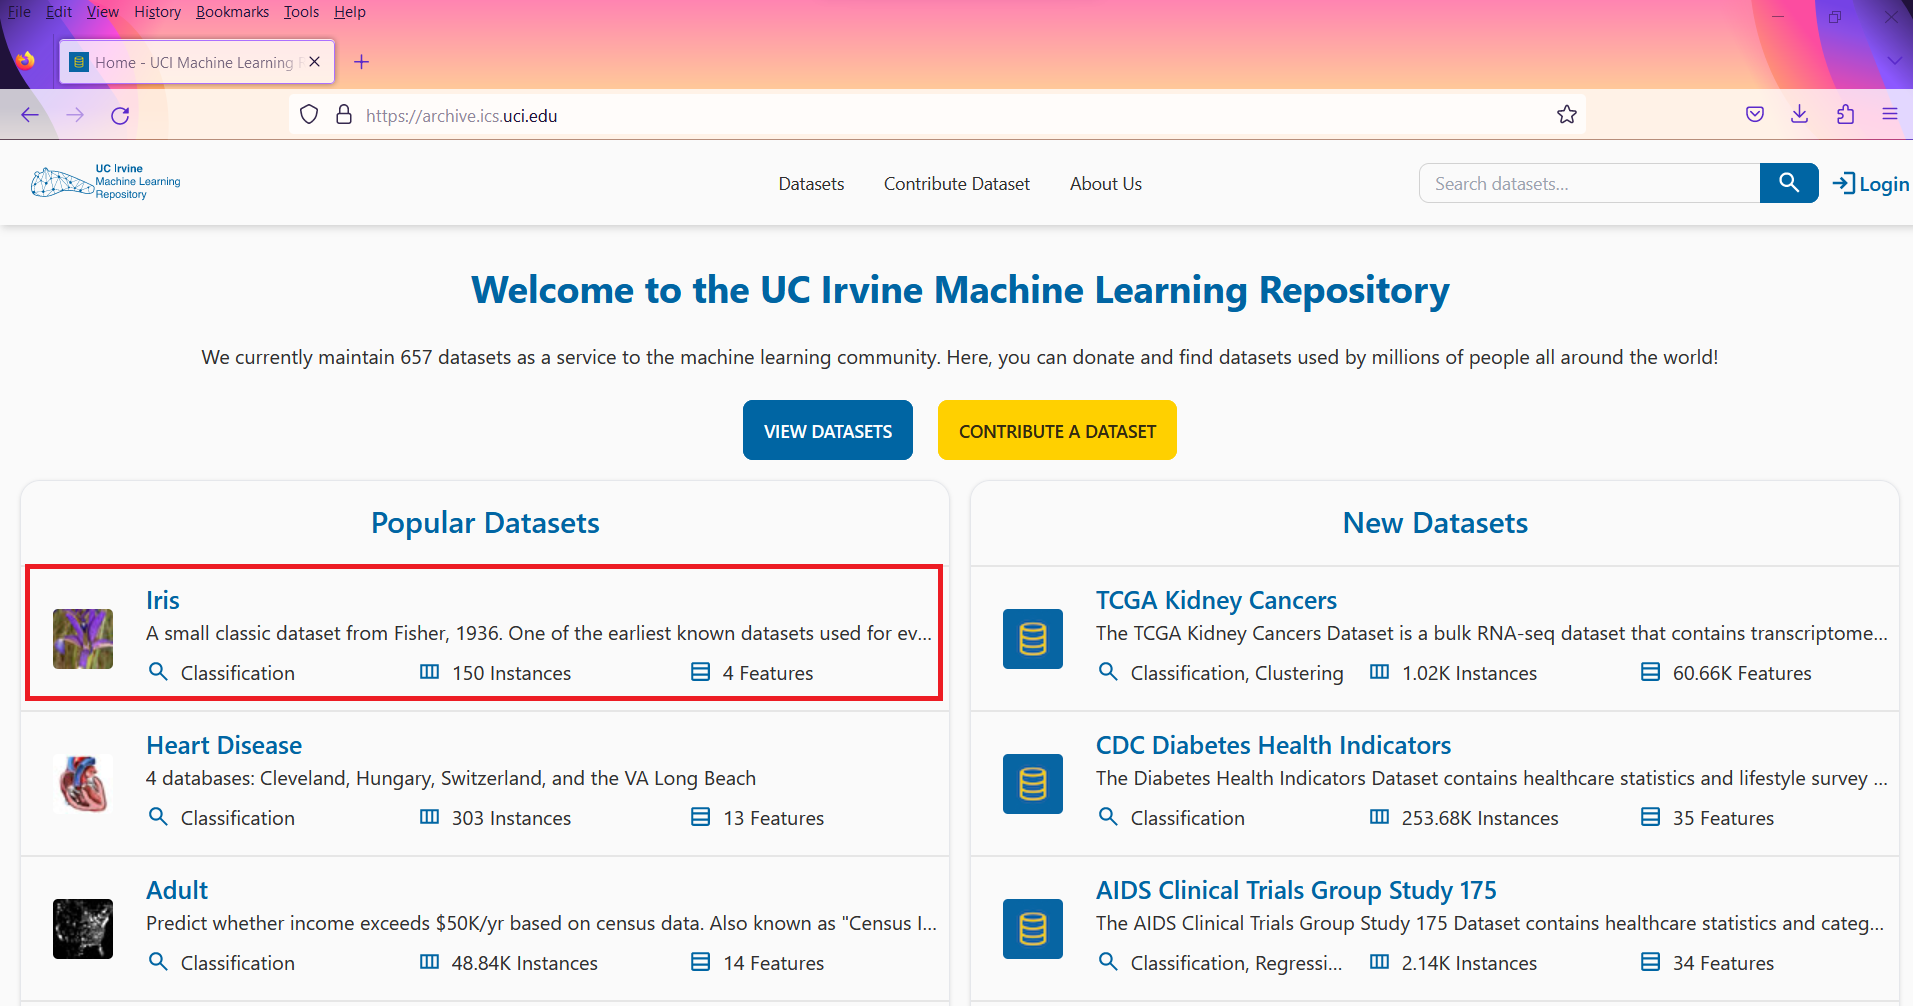 File Edit View History Bookmarks Tools Help
Home - UCI Machine Learning
https://archive.ics.uci.edu
UC Irvine
Machine Learning
Repository
Datasets Contribute Dataset About Us Search datasets... Login
Welcome to the UC Irvine Machine Learning Repository
We currently maintain 657 datasets as a service to the machine learning community. Here, you can donate and find datasets used by millions of people all around the world!
VIEW DATASETS CONTRIBUTE A DATASET
Popular Datasets
Iris
A small classic dataset from Fisher, 1936. One of the earliest known datasets used for ev...
Classification 150 Instances 4 Features
Heart Disease
4 databases: Cleveland, Hungary, Switzerland, and the VA Long Beach
Classification 303 Instances 13 Features
Adult
Predict whether income exceeds $50K/yr based on census data. Also known as "Census I...
Classification 48.84K Instances 14 Features
New Datasets
TCGA Kidney Cancers
The TCGA Kidney Cancers Dataset is a bulk RNA-seq dataset that contains transcriptome...
Classification, Clustering 1.02K Instances 60.66K Features
CDC Diabetes Health Indicators
The Diabetes Health Indicators Dataset contains healthcare statistics and lifestyle survey ...
Classification 253.68K Instances 35 Features
AIDS Clinical Trials Group Study 175
The AIDS Clinical Trials Group Study 175 Dataset contains healthcare statistics and categ...
Classification, Regressi... 2.14K Instances 34 Features